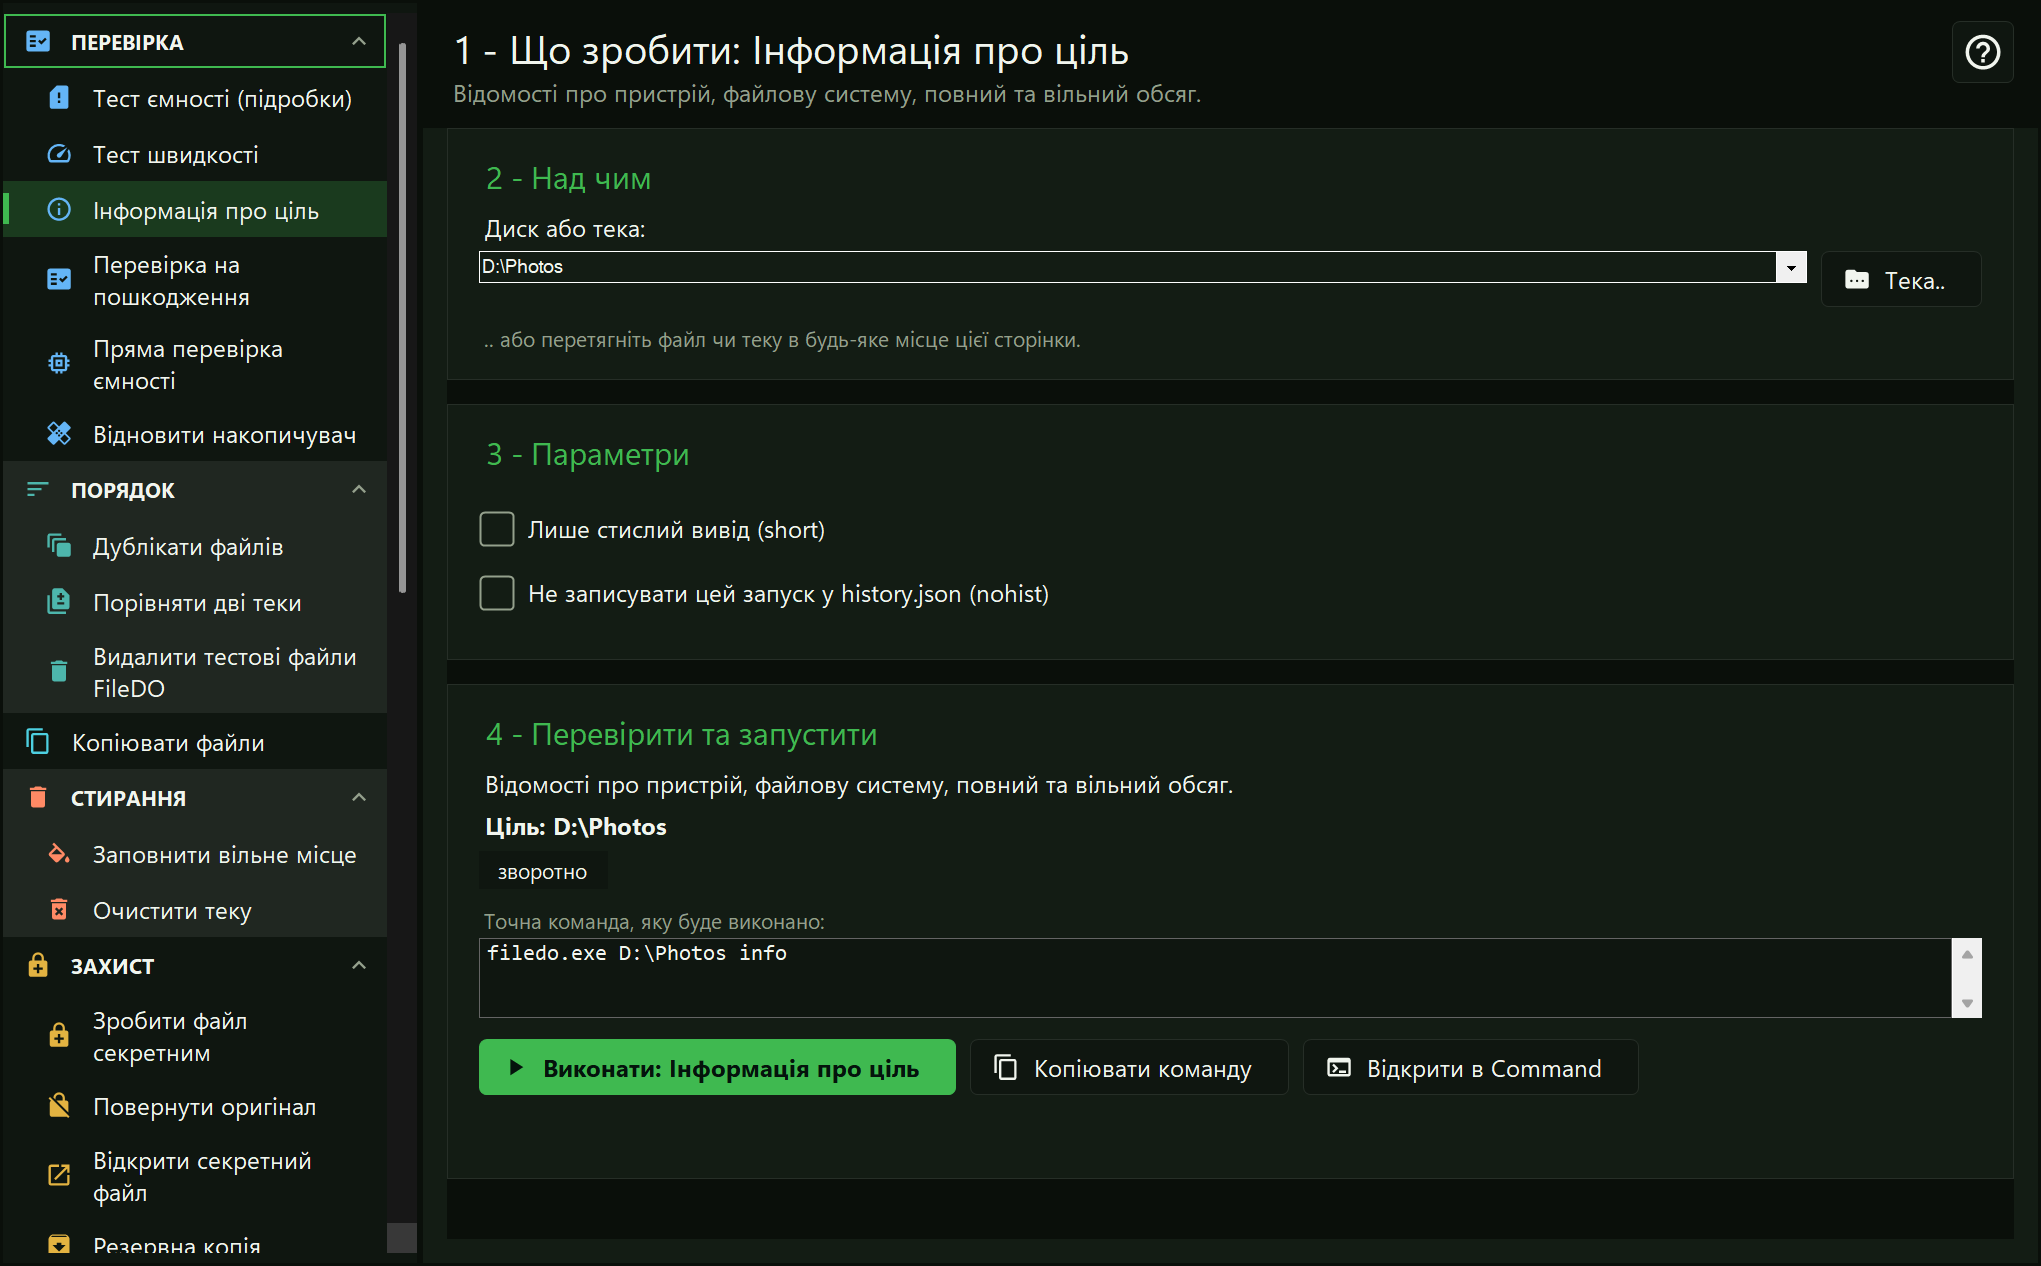 ПЕРЕВІРКА
Тест ємності (підробки)
Тест швидкості
Інформація про ціль
Перевірка на
пошкодження
Пряма перевірка
ємності
Відновити накопичувач
ПОРЯДОК
Дублікати файлів
Порівняти дві теки
Видалити тестові файли
FileDO
Копіювати файли
СТИРАННЯ
Заповнити вільне місце
Очистити теку
ЗАХИСТ
Зробити файл
секретним
Повернути оригінал
Відкрити секретний
файл
Резервна копія
1 - Що зробити: Інформація про ціль
Відомості про пристрій, файлову систему, повний та вільний обсяг.
2 - Над чим
Диск або тека:
D:\Photos
Тека..
.. або перетягніть файл чи теку в будь-яке місце цієї сторінки.
3 - Параметри
Лише стислий вивід (short)
Не записувати цей запуск у history.json (nohist)
4 - Перевірити та запустити
Відомості про пристрій, файлову систему, повний та вільний обсяг.
Ціль: D:\Photos
зворотно
Точна команда, яку буде виконано:
filedo.exe D:\Photos info
Виконати: Інформація про ціль
Копіювати команду
Відкрити в Command